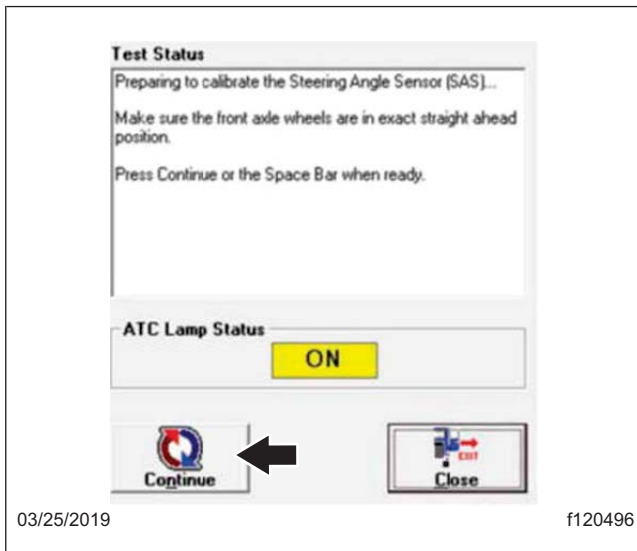 Test Status
Preparing to calibrate the Steering Angle Sensor (SAS)...
Make sure the front axle wheels are in exact straight ahead
position.
Press Continue or the Space Bar when ready.
ATC Lamp Status
ON
EXIT
Continue
Close
03/25/2019
f120496